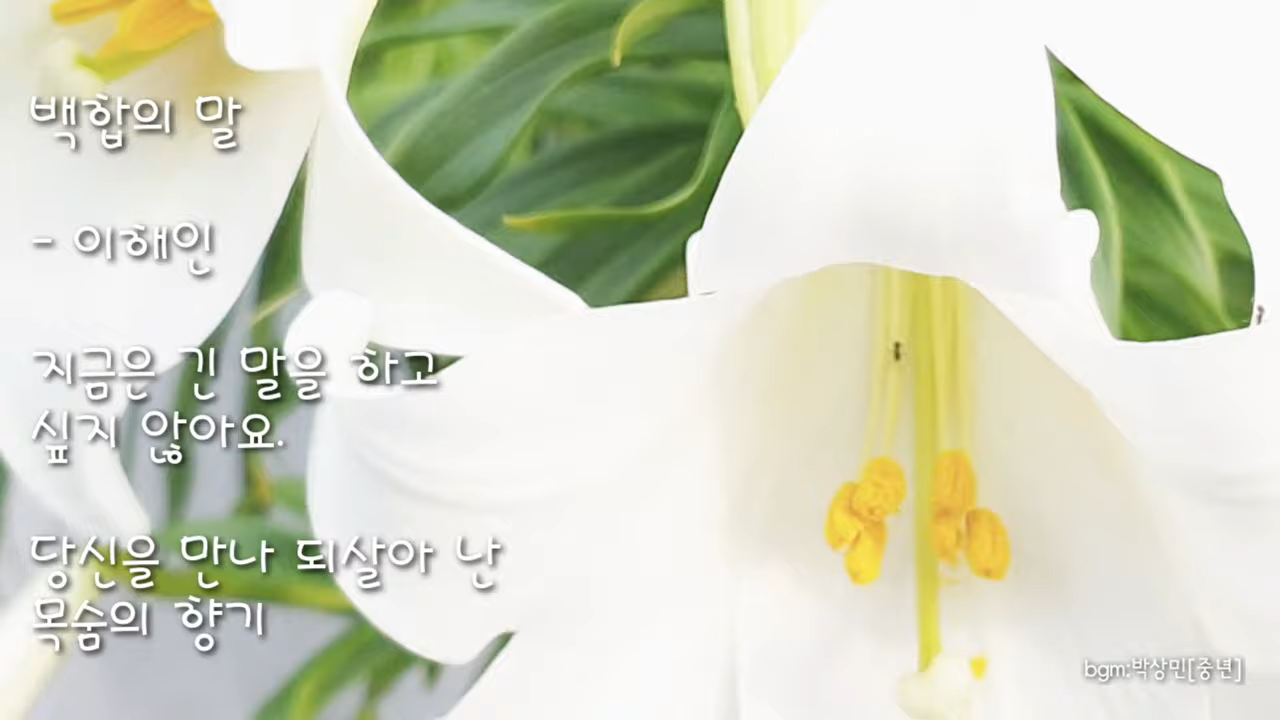 백합의 말
- 이해인
지금은 긴 말을 하고
싶지 않아요.
당신을 만나 되살아 난
목숨의 향기
bgm:박상민[중년]